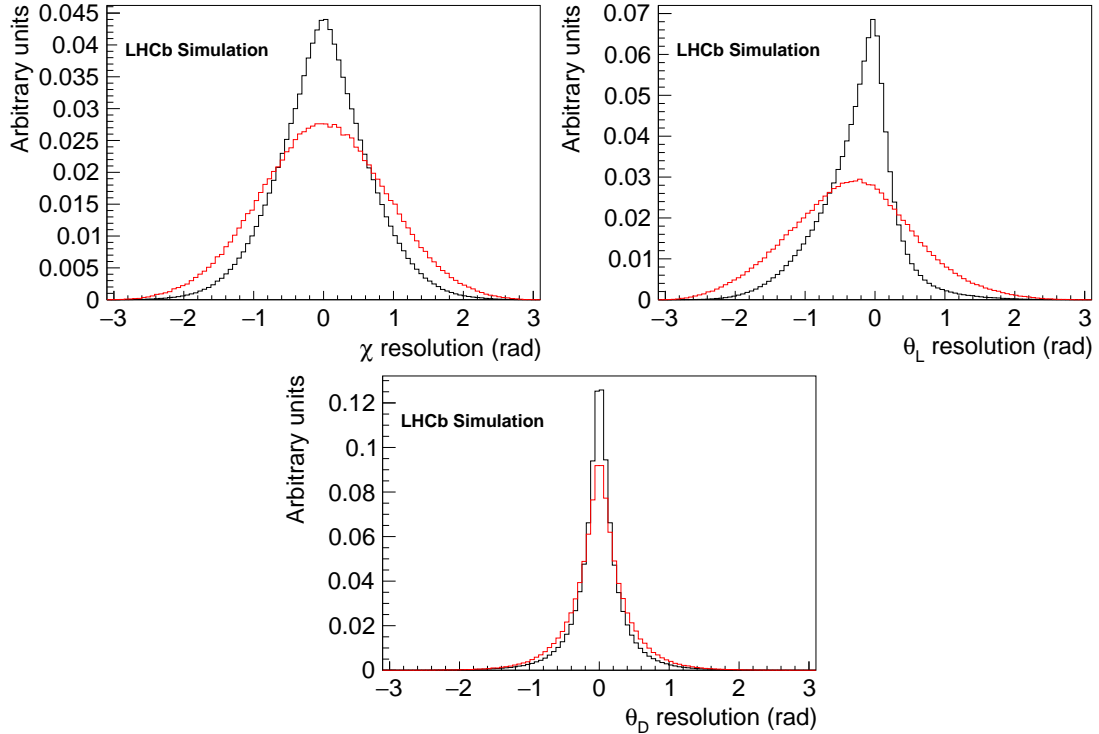 Arbitrary units
LHCb Simulation
0.045
0.04
0.035
0.03
0.025
0.02
0.015
0.01
0.005
0
−3 −2 −1 0 1 2 3
χ resolution (rad)
Arbitrary units
LHCb Simulation
0.07
0.06
0.05
0.04
0.03
0.02
0.01
0
−3 −2 −1 0 1 2 3
θ_L resolution (rad)
Arbitrary units
LHCb Simulation
0.12
0.1
0.08
0.06
0.04
0.02
0
−3 −2 −1 0 1 2 3
θ_D resolution (rad)